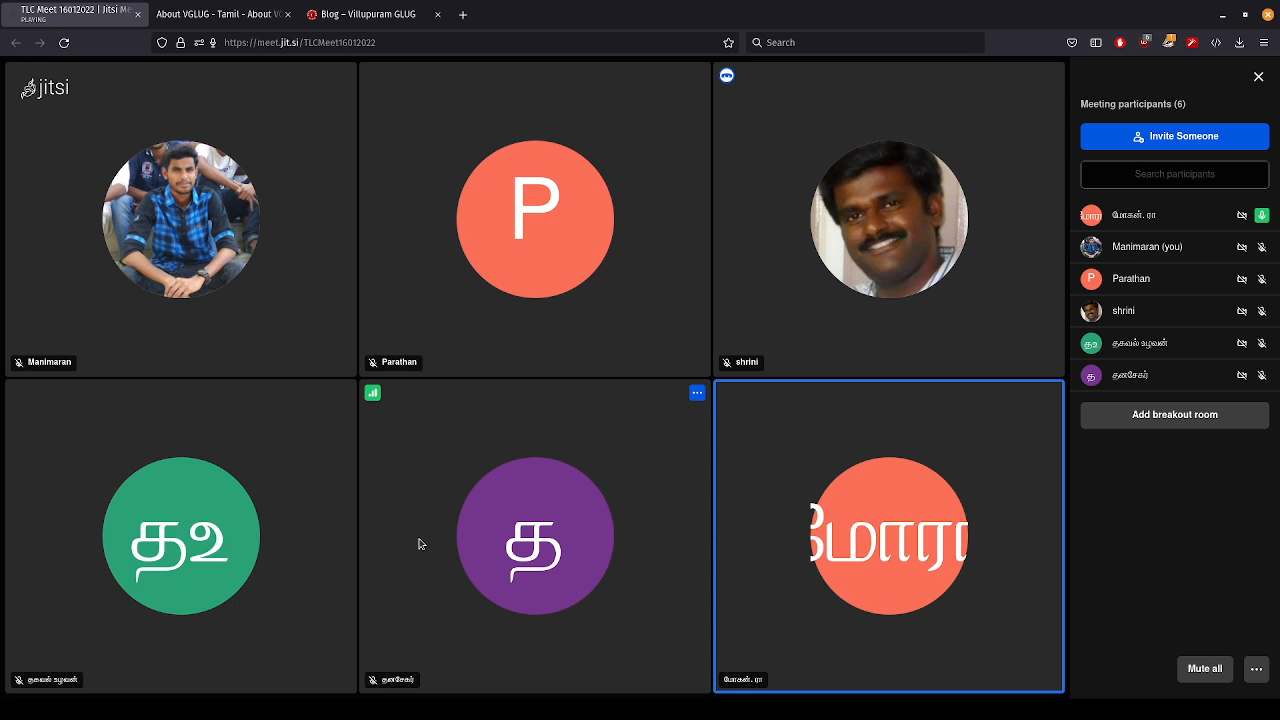 TLC Meet 16012022 | Jitsi Me
PLAYING
About VGLUG - Tamil - About VG
Blog – Villupuram GLUG
https://meet.jit.si/TLCMeet16012022
Search
jitsi
P
Manimaran
Parathan
shrini
தஉ
த
மோரா
தகவல் உழவன்
தனசேகர்
மோகன். ரா
Meeting participants (6)
Invite Someone
Search participants
மோரா
மோகன். ரா
Manimaran (you)
P
Parathan
shrini
தஉ
தகவல் உழவன்
த
தனசேகர்
Add breakout room
Mute all